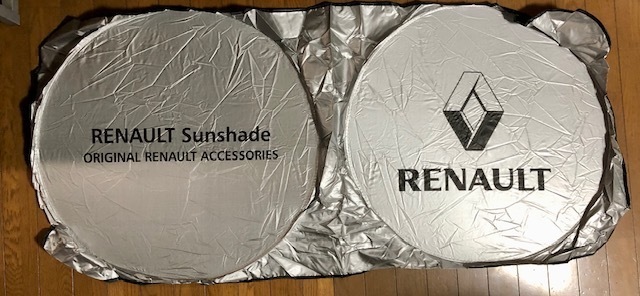 RENAULT Sunshade
ORIGINAL RENAULT ACCESSORIES
RENAULT